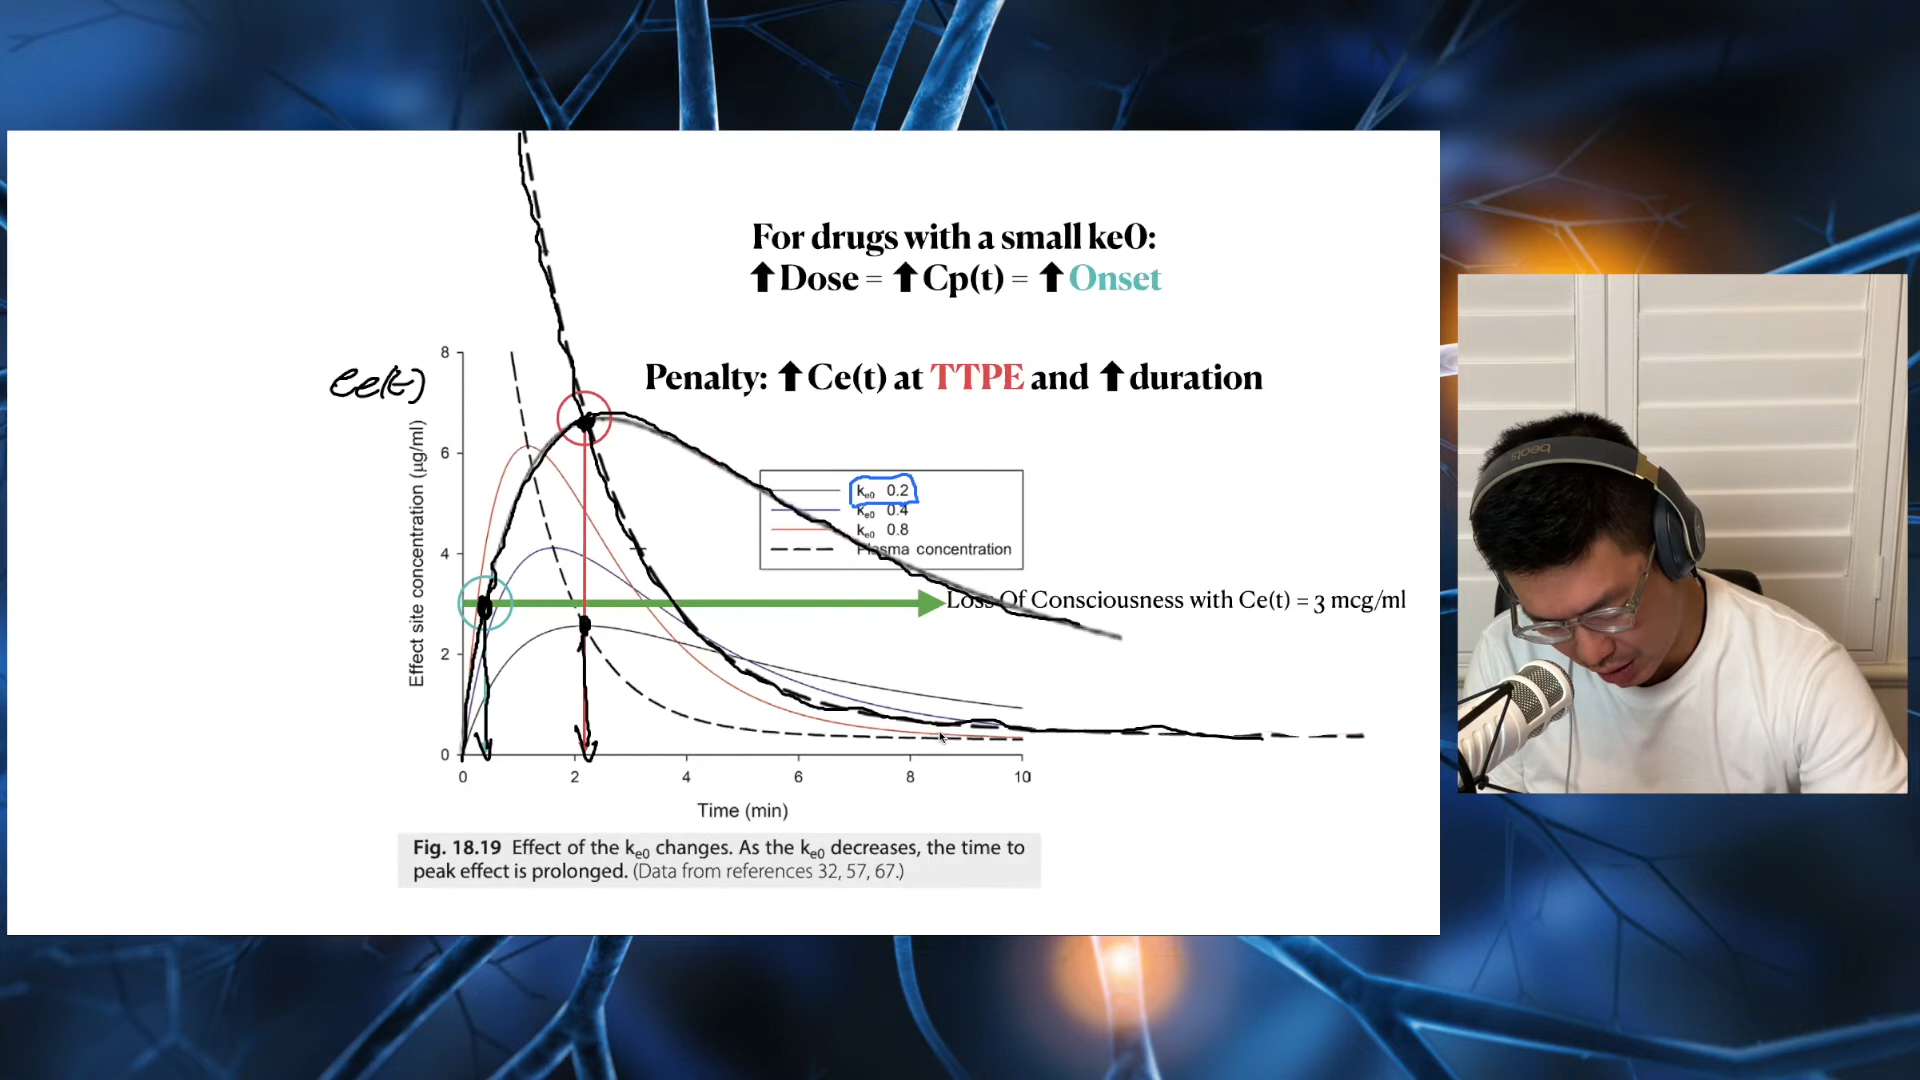 For drugs with a small ke0:
⬆Dose = ⬆Cp(t) = ⬆Onset
Penalty: ⬆Ce(t) at TTPE and ⬆duration
Ce(t)
8
6
4
2
0
Effect site concentration (μg/ml)
ke0 0.2
ke0 0.4
ke0 0.8
Plasma concentration
Loss Of Consciousness with Ce(t) = 3 mcg/ml
0 2 4 6 8 10
Time (min)
Fig. 18.19 Effect of the ke0 changes. As the ke0 decreases, the time to
peak effect is prolonged. (Data from references 32, 57, 67.)
beats